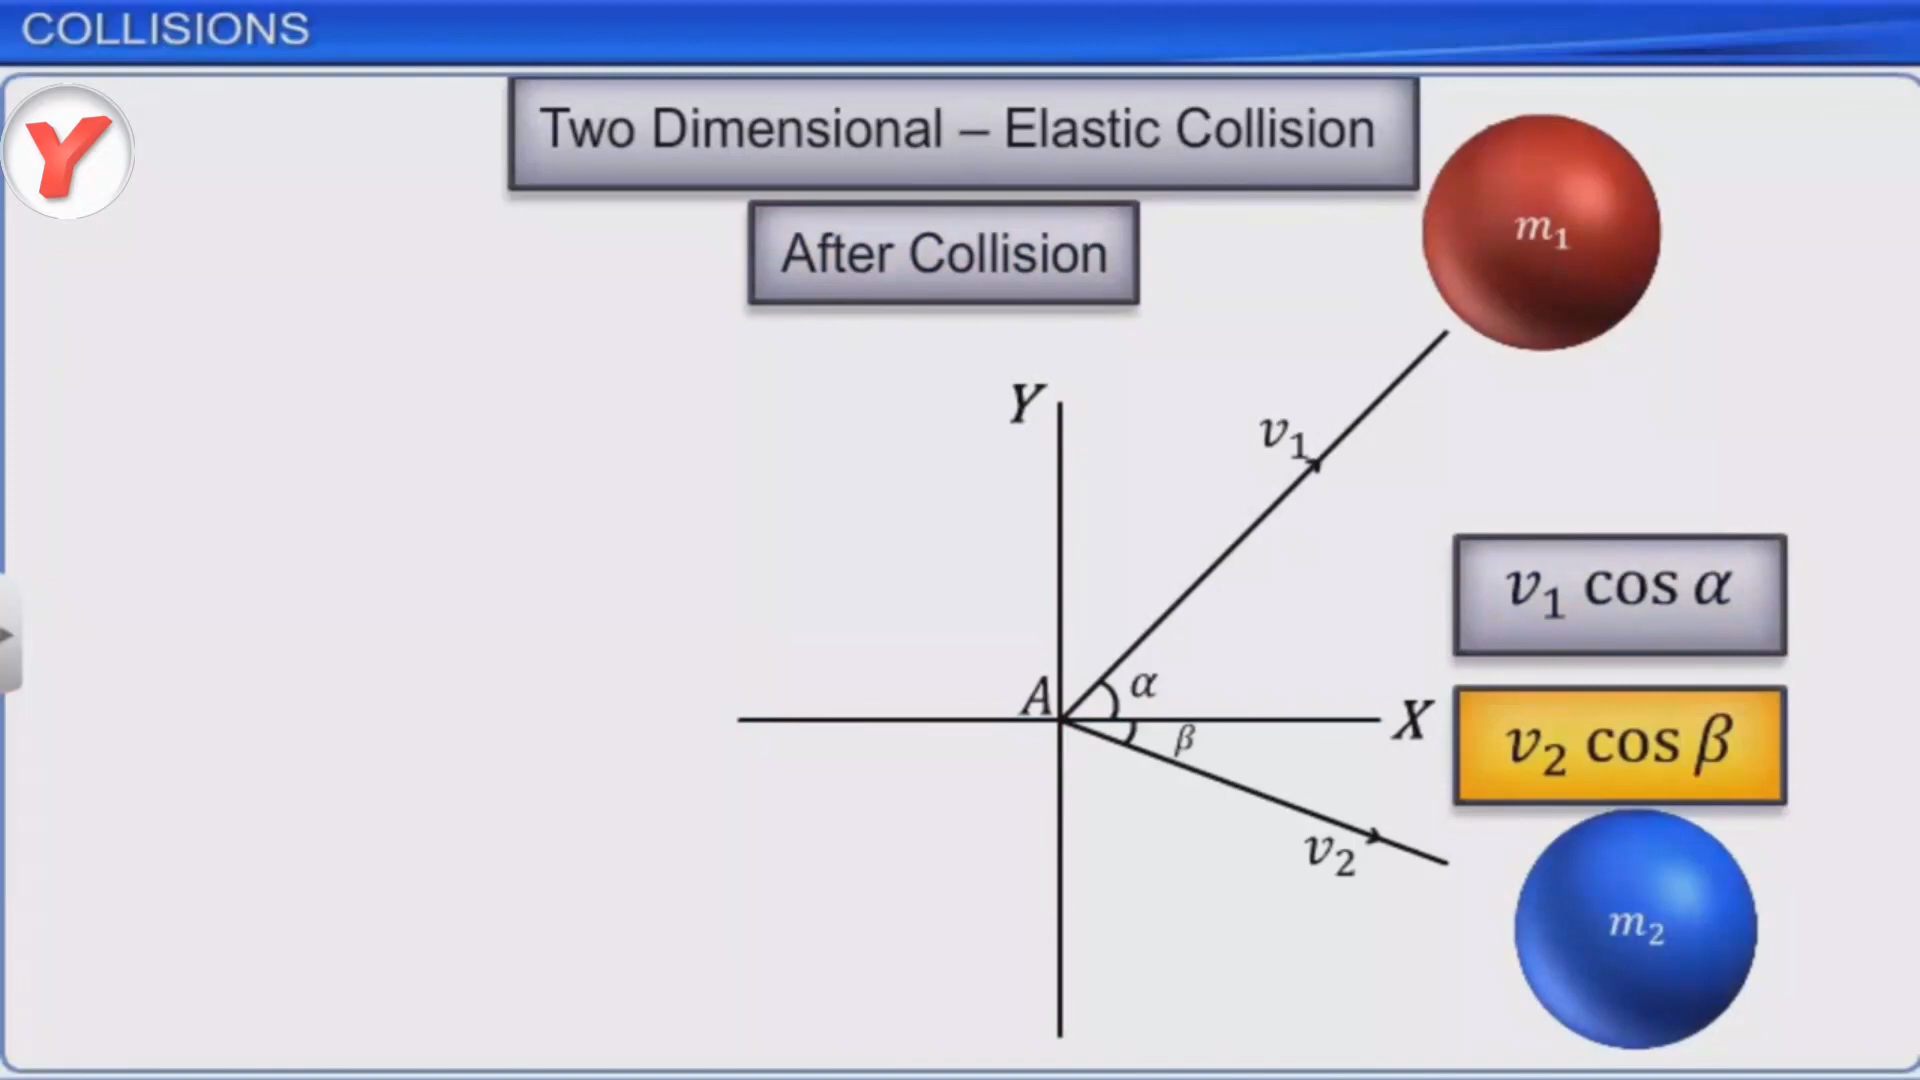 COLLISIONS
Y
Two Dimensional – Elastic Collision
After Collision
m₁
Y
v₁
v₁ cos α
A
α
X
β
v₂ cos β
v₂
m₂